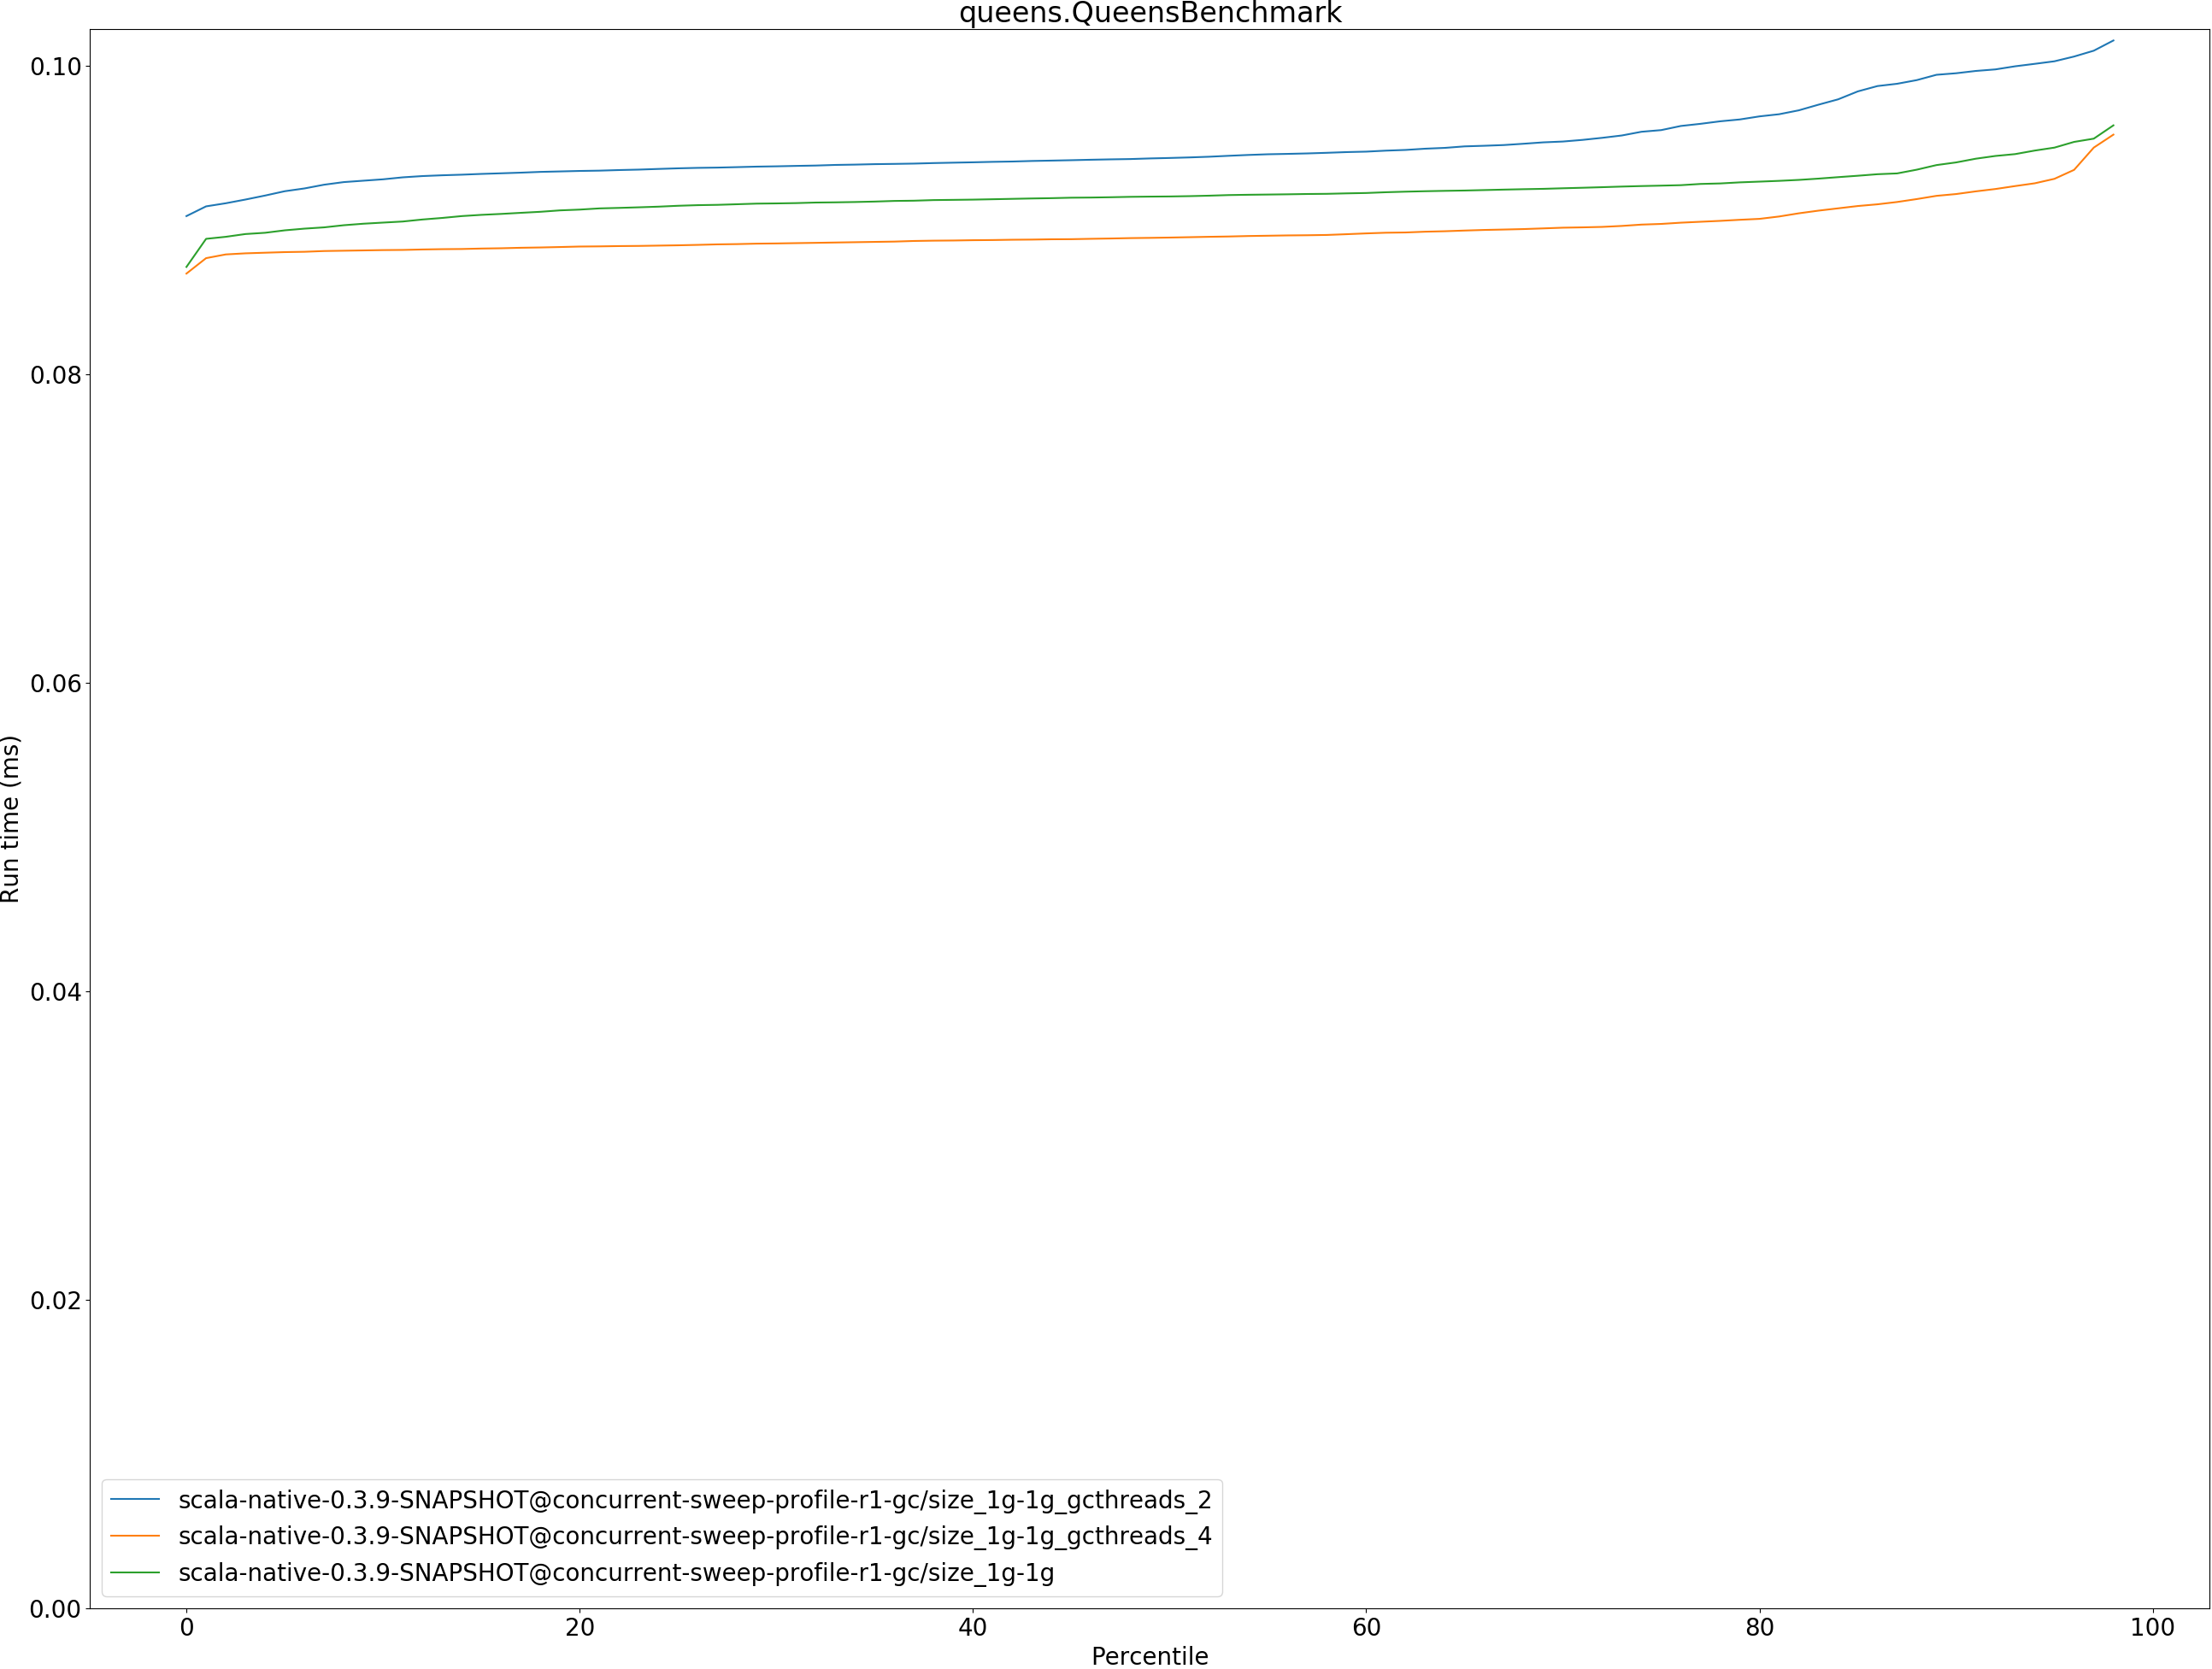 queens.QueensBenchmark
0.10
0.08
0.06
0.04
0.02
0.00
Run time (ms)
0
20
40
60
80
100
Percentile
scala-native-0.3.9-SNAPSHOT@concurrent-sweep-profile-r1-gc/size_1g-1g_gcthreads_2
scala-native-0.3.9-SNAPSHOT@concurrent-sweep-profile-r1-gc/size_1g-1g_gcthreads_4
scala-native-0.3.9-SNAPSHOT@concurrent-sweep-profile-r1-gc/size_1g-1g